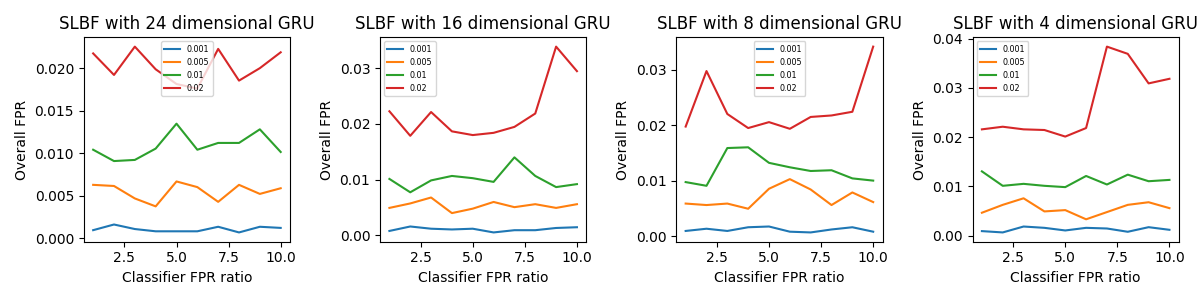 SLBF with 24 dimensional GRU
0.001
0.005
0.01
0.02
0.020
0.015
0.010
0.005
0.000
Overall FPR
2.5 5.0 7.5 10.0
Classifier FPR ratio
SLBF with 16 dimensional GRU
0.001
0.005
0.01
0.02
0.03
0.02
0.01
0.00
Overall FPR
2.5 5.0 7.5 10.0
Classifier FPR ratio
SLBF with 8 dimensional GRU
0.001
0.005
0.01
0.02
0.03
0.02
0.01
0.00
Overall FPR
2.5 5.0 7.5 10.0
Classifier FPR ratio
SLBF with 4 dimensional GRU
0.001
0.005
0.01
0.02
0.04
0.03
0.02
0.01
0.00
Overall FPR
2.5 5.0 7.5 10.0
Classifier FPR ratio